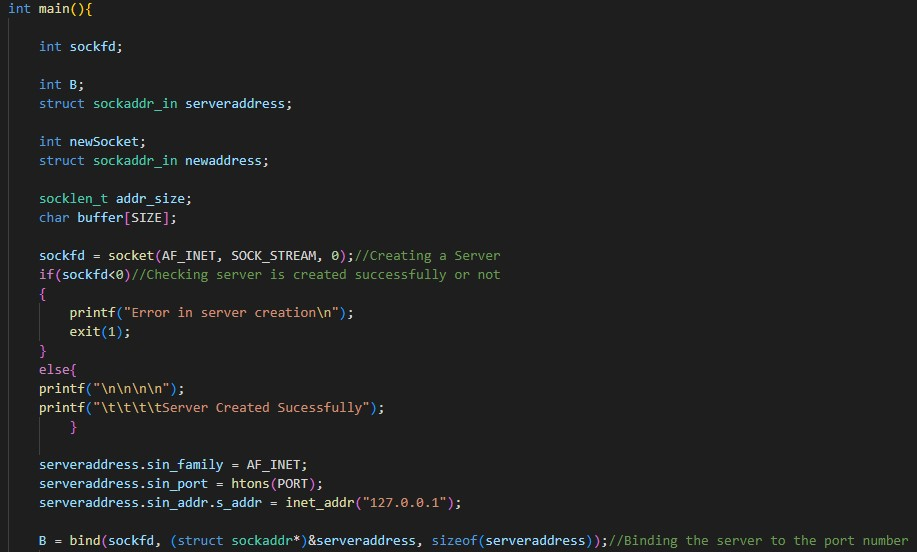 int main(){
int sockfd;
int B;
struct sockaddr_in serveraddress;
int newSocket;
struct sockaddr_in newaddress;
socklen_t addr_size;
char buffer[SIZE];
sockfd = socket(AF_INET, SOCK_STREAM, 0);//Creating a Server
if(sockfd<0)//Checking server is created successfully or not
{
printf("Error in server creation\n");
exit(1);
}
else{
printf("\n\n\n\n");
printf("\t\t\t\tServer Created Sucessfully");
}
serveraddress.sin_family = AF_INET;
serveraddress.sin_port = htons(PORT);
serveraddress.sin_addr.s_addr = inet_addr("127.0.0.1");
B = bind(sockfd, (struct sockaddr*)&serveraddress, sizeof(serveraddress));//Binding the server to the port number